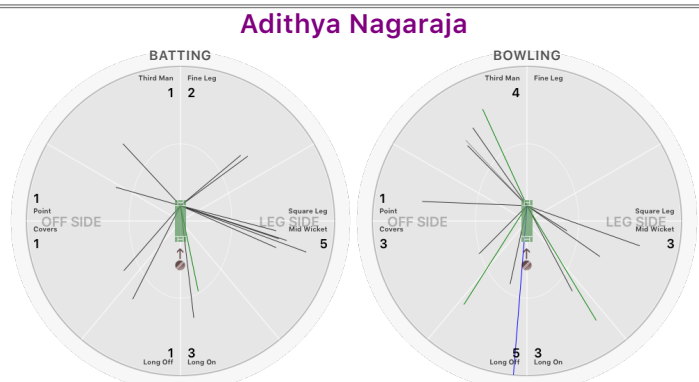 Adithya Nagaraja
BATTING
Third Man Fine Leg
1 2
1
Point
OFF SIDE
Covers
1
Square Leg
LEG SIDE
Mid Wicket
5
1 3
Long Off Long On
BOWLING
Third Man Fine Leg
4
1
Point
OFF SIDE
Covers
3
Square Leg
LEG SIDE
Mid Wicket
3
5 3
Long Off Long On